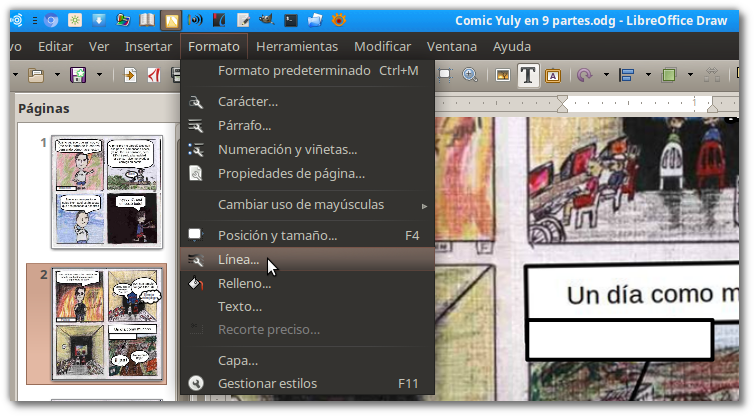 Comic Yuly en 9 partes.odg - LibreOffice Draw
vo Editar Ver Insertar Formato Herramientas Modificar Ventana Ayuda
Formato predeterminado Ctrl+M
Carácter...
Párrafo...
Numeración y viñetas...
Propiedades de página...
Cambiar uso de mayúsculas
Posición y tamaño... F4
Línea...
Relleno...
Texto...
Recorte preciso...
Capa...
Gestionar estilos F11
Páginas
1
2
T
1
Un día como m